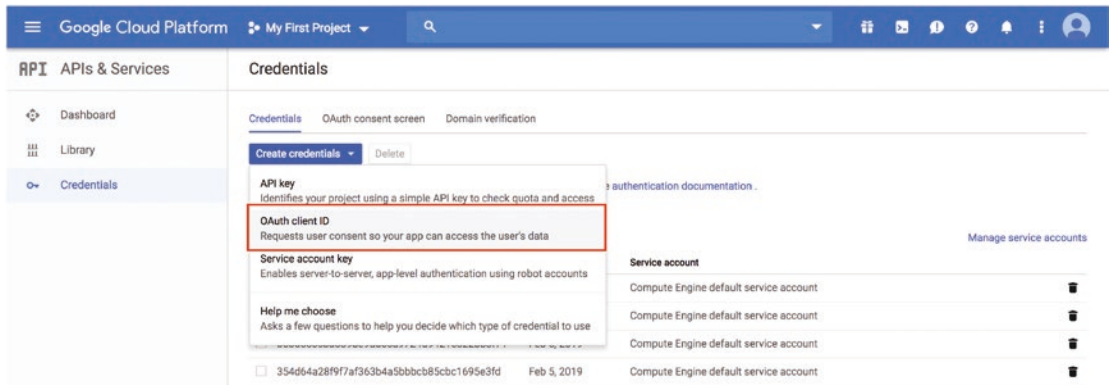 Google Cloud Platform My First Project
API APIs & Services
Credentials
Dashboard
Library
Credentials
Credentials OAuth consent screen Domain verification
Create credentials Delete
API key
Identifies your project using a simple API key to check quota and access
authentication documentation .
OAuth client ID
Requests user consent so your app can access the user's data
Manage service accounts
Service account key
Enables server-to-server, app-level authentication using robot accounts
Service account
Compute Engine default service account
Help me choose
Asks a few questions to help you decide which type of credential to use
Compute Engine default service account
Compute Engine default service account
354d64a28f9f7af363b4a5bbbcb85cbc1695e3fd Feb 5, 2019 Compute Engine default service account